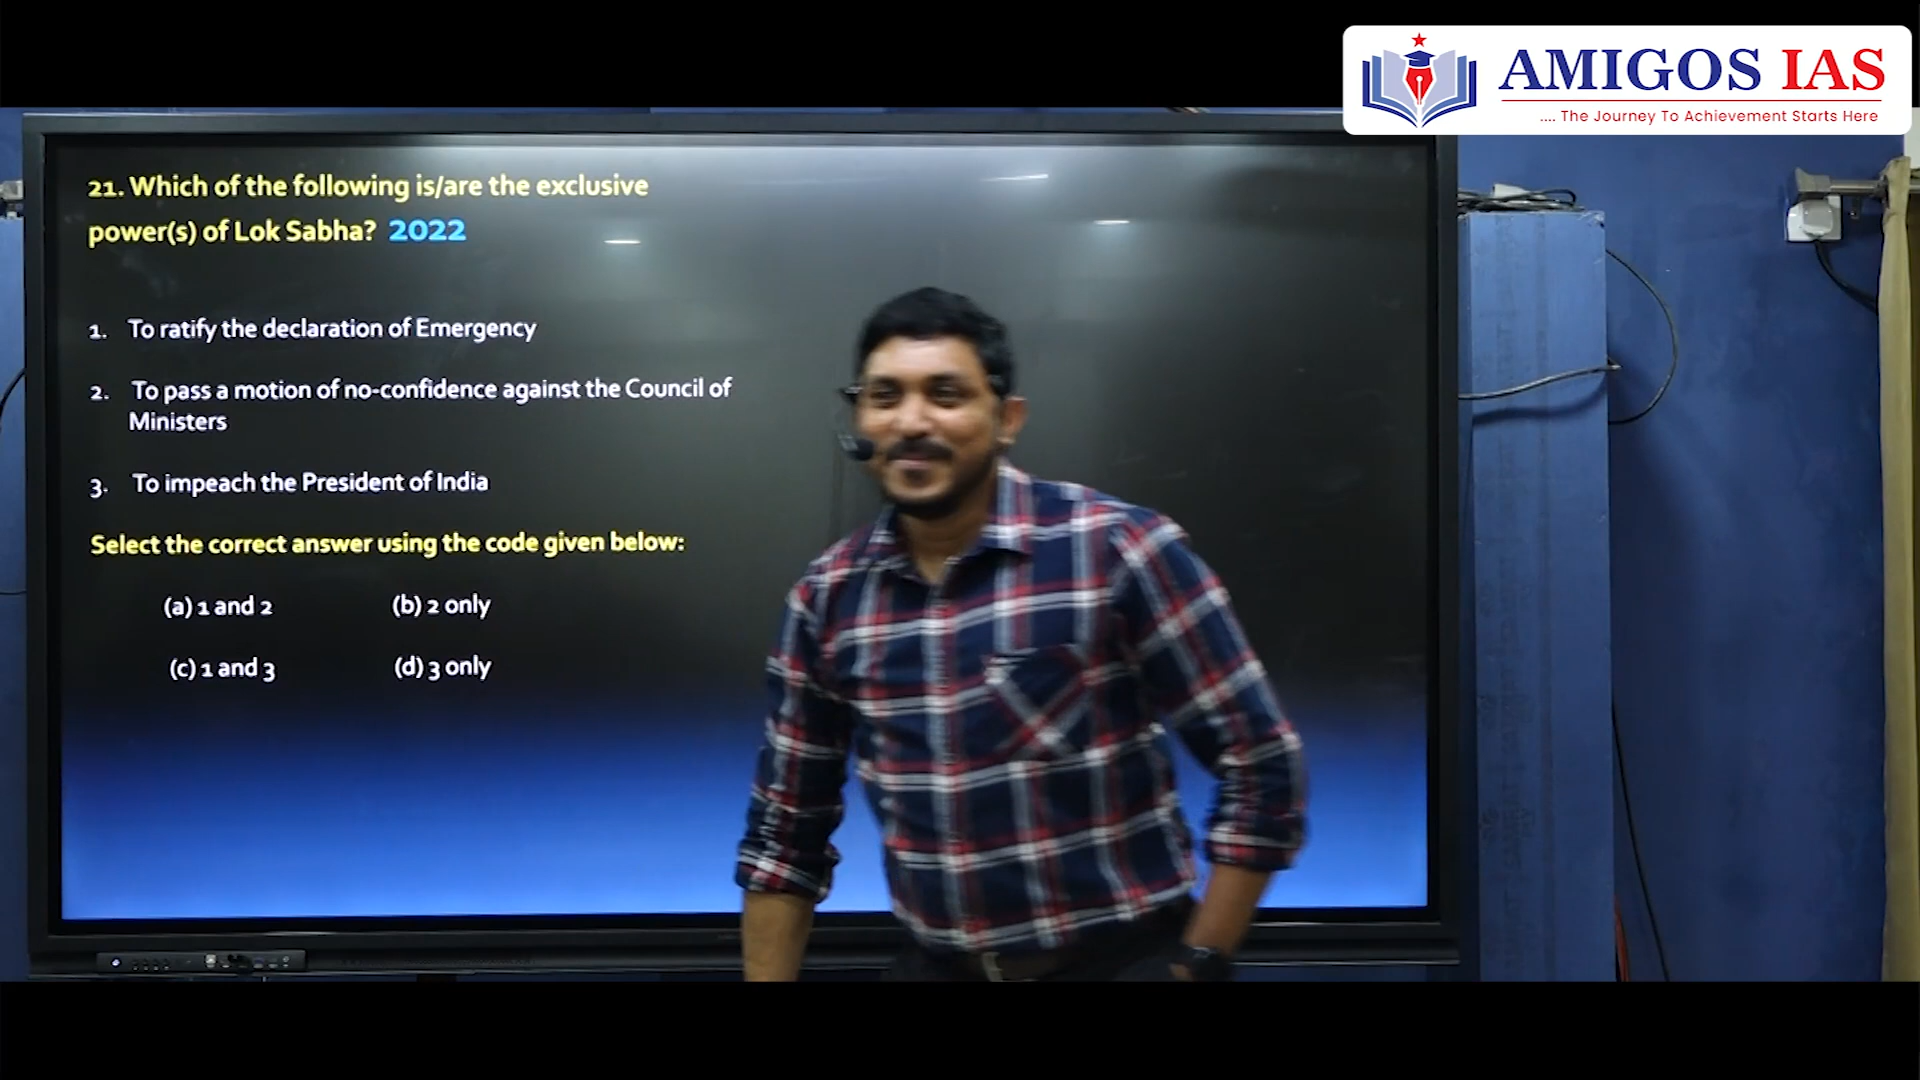 AMIGOS IAS
.... The Journey To Achievement Starts Here
21. Which of the following is/are the exclusive
power(s) of Lok Sabha? 2022
1. To ratify the declaration of Emergency
2. To pass a motion of no-confidence against the Council of
Ministers
3. To impeach the President of India
Select the correct answer using the code given below:
(a) 1 and 2 (b) 2 only
(c) 1 and 3 (d) 3 only